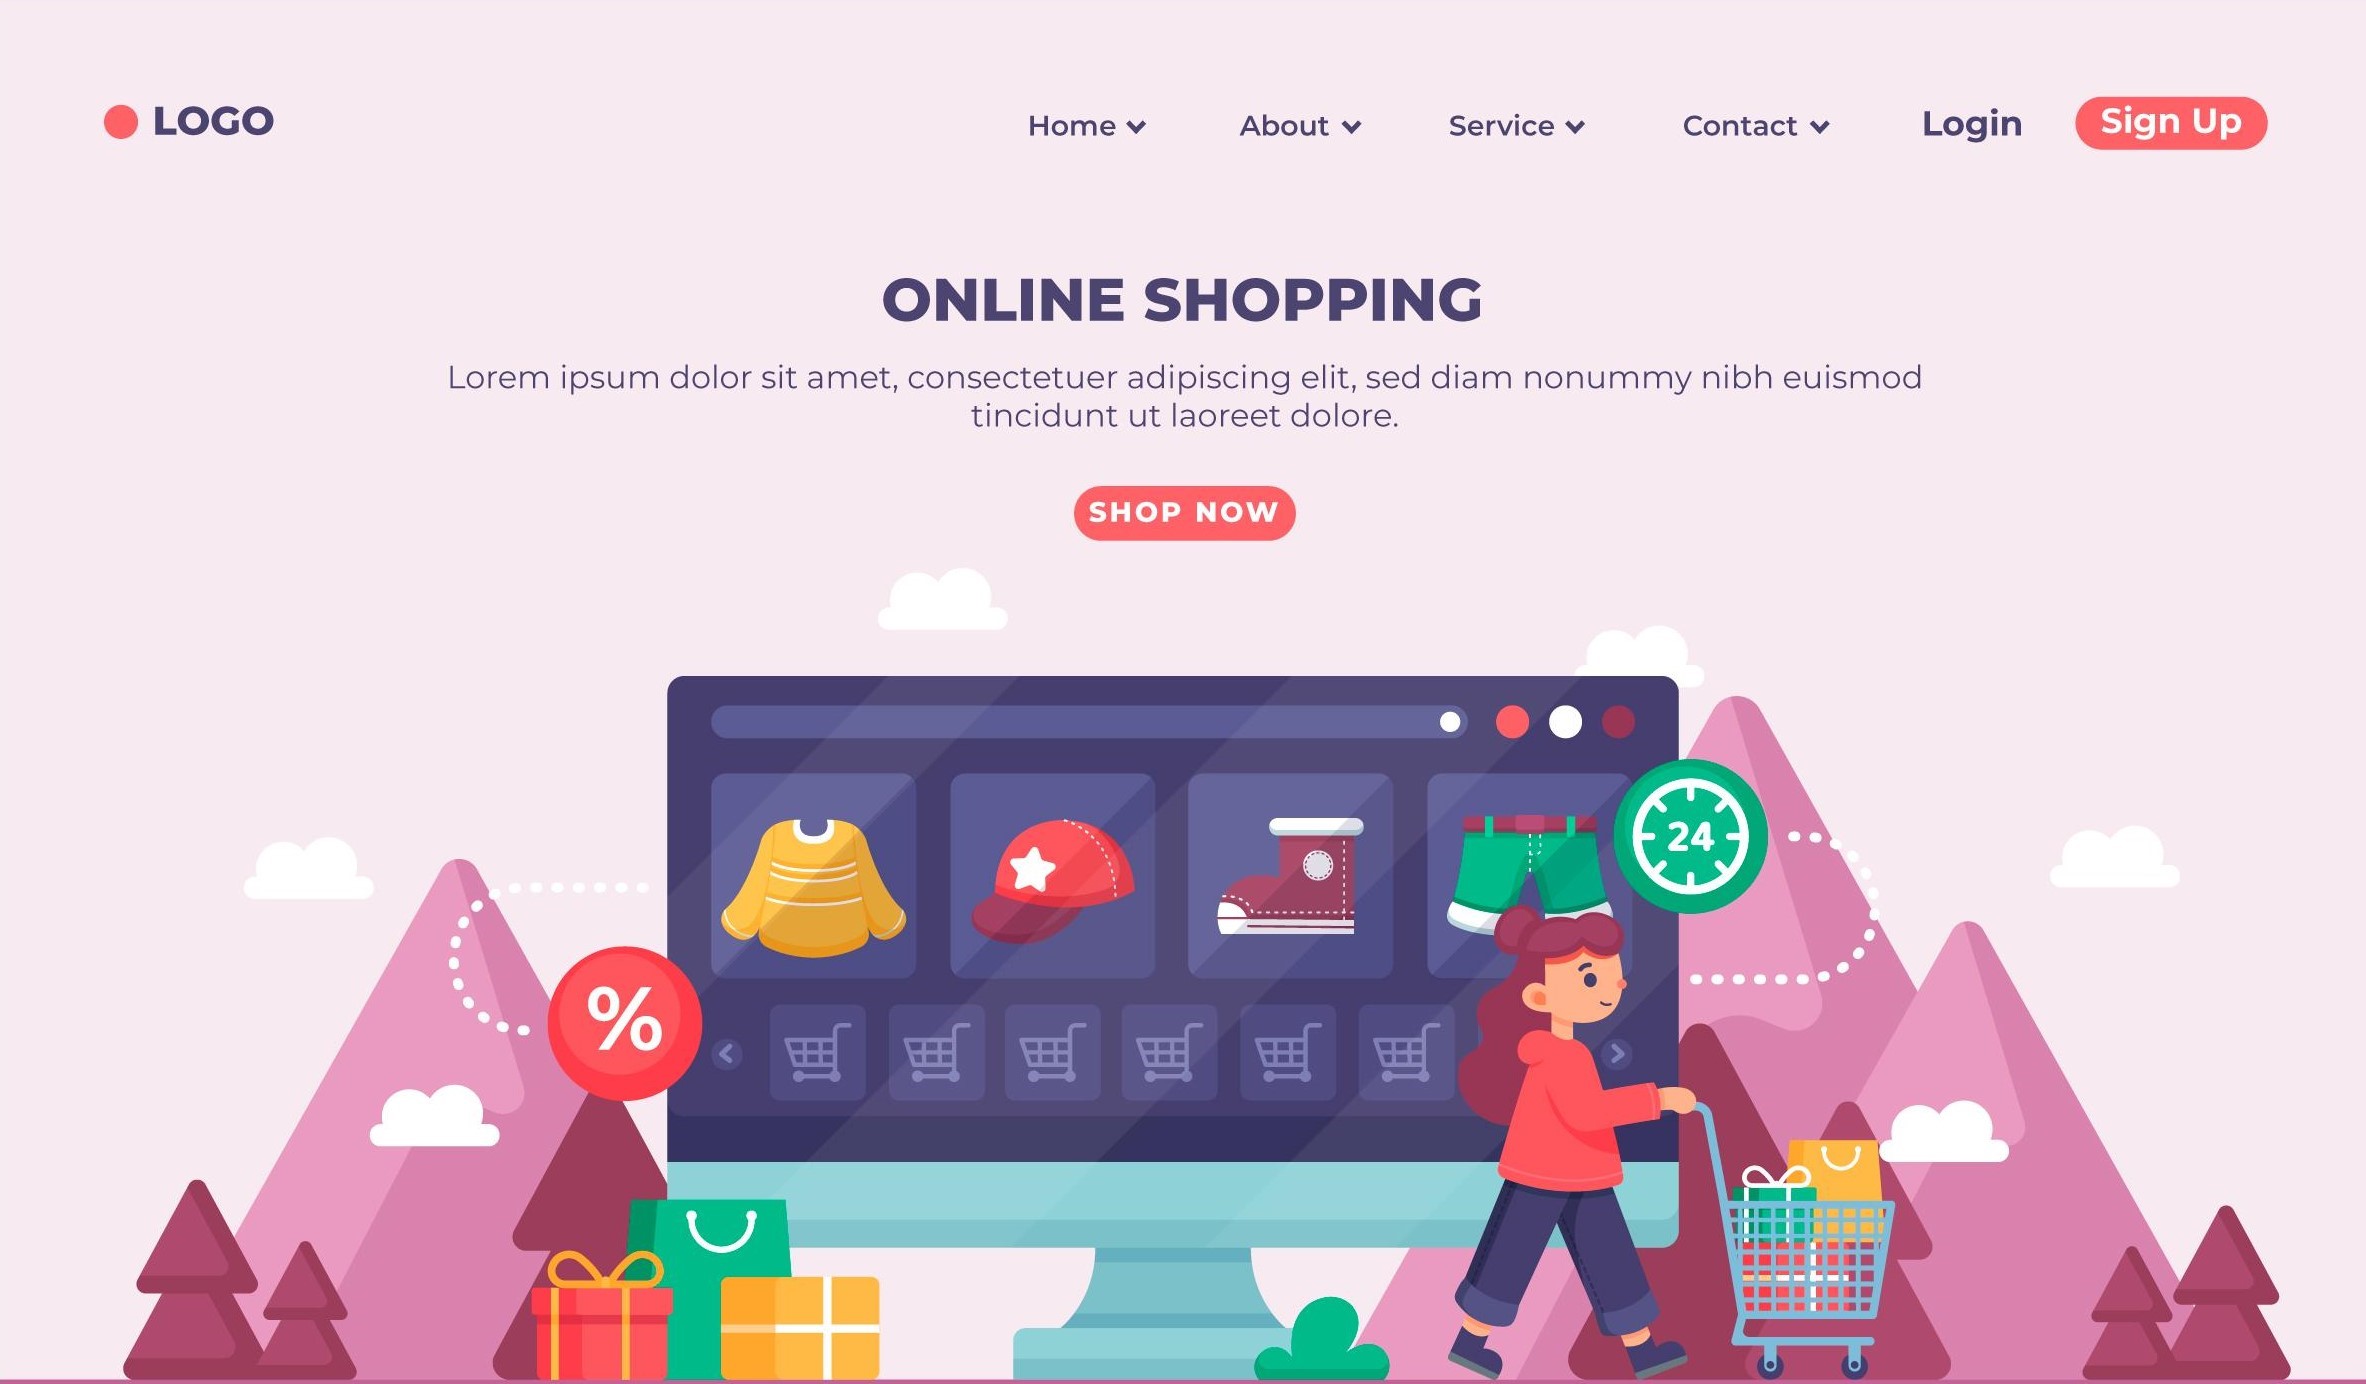 LOGO
Home
About
Service
Contact
Login
Sign Up
ONLINE SHOPPING
Lorem ipsum dolor sit amet, consectetuer adipiscing elit, sed diam nonummy nibh euismod
tincidunt ut laoreet dolore.
SHOP NOW
24
%